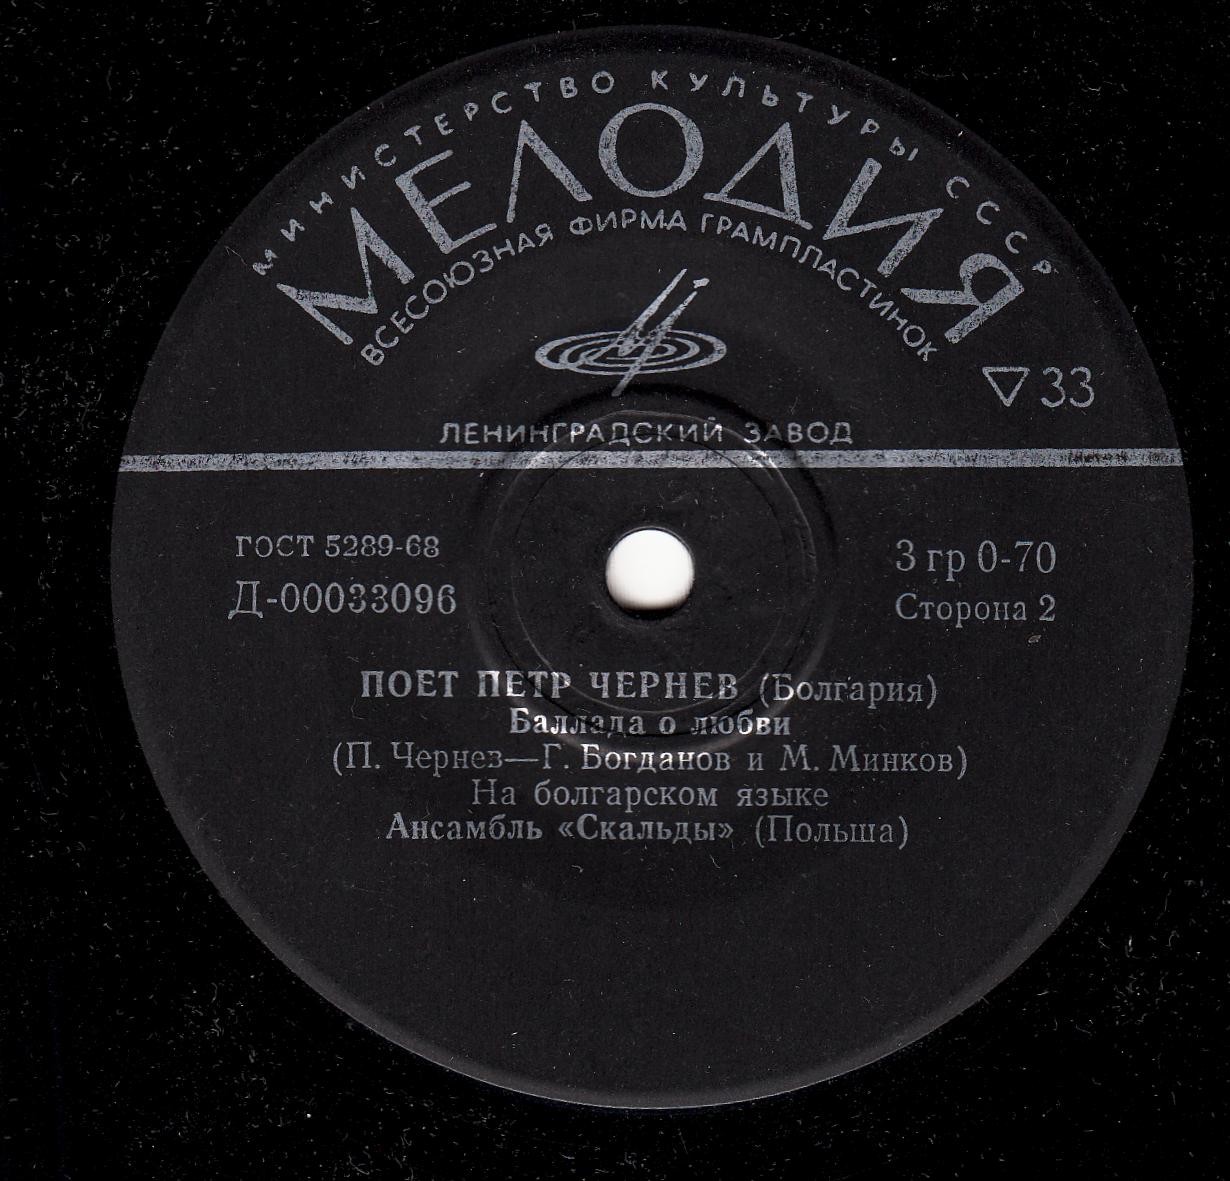 МИНИСТЕРСТВО КУЛЬТУРЫ СССР
МЕЛОДИЯ
ВСЕСОЮЗНАЯ ФИРМА ГРАМПЛАСТИНОК
▽ 33
ЛЕНИНГРАДСКИЙ ЗАВОД
ГОСТ 5289-68
Д-00033096
3 гр 0-70
Сторона 2
ПОЕТ ПЕТР ЧЕРНЕВ (Болгария)
Баллада о любви
(П. Чернез—Г. Богданов и М. Минков)
На болгарском языке
Ансамбль «Скальды» (Польша)